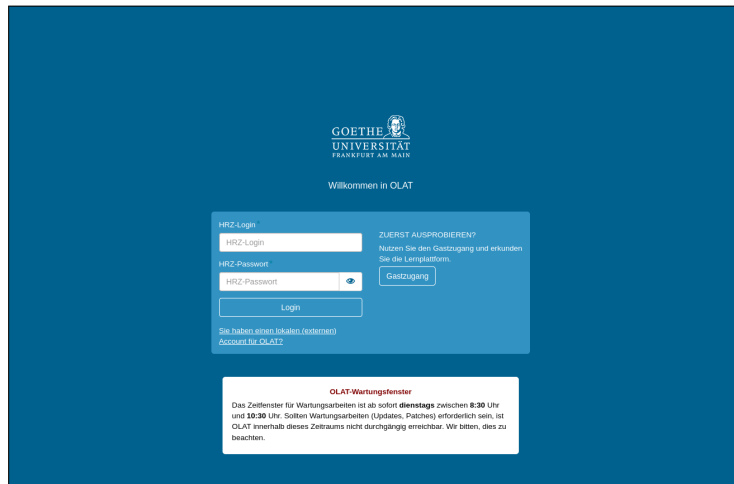 GOETHE
UNIVERSITÄT
FRANKFURT AM MAIN
Willkommen in OLAT
HRZ-Login *
HRZ-Login
HRZ-Passwort *
HRZ-Passwort
Login
Sie haben einen lokalen (externen)
Account für OLAT?
ZUERST AUSPROBIEREN?
Nutzen Sie den Gastzugang und erkunden
Sie die Lernplattform.
Gastzugang
OLAT-Wartungsfenster
Das Zeitfenster für Wartungsarbeiten ist ab sofort dienstags zwischen 8:30 Uhr
und 10:30 Uhr. Sollten Wartungsarbeiten (Updates, Patches) erforderlich sein, ist
OLAT innerhalb dieses Zeitraums nicht durchgängig erreichbar. Wir bitten, dies zu
beachten.